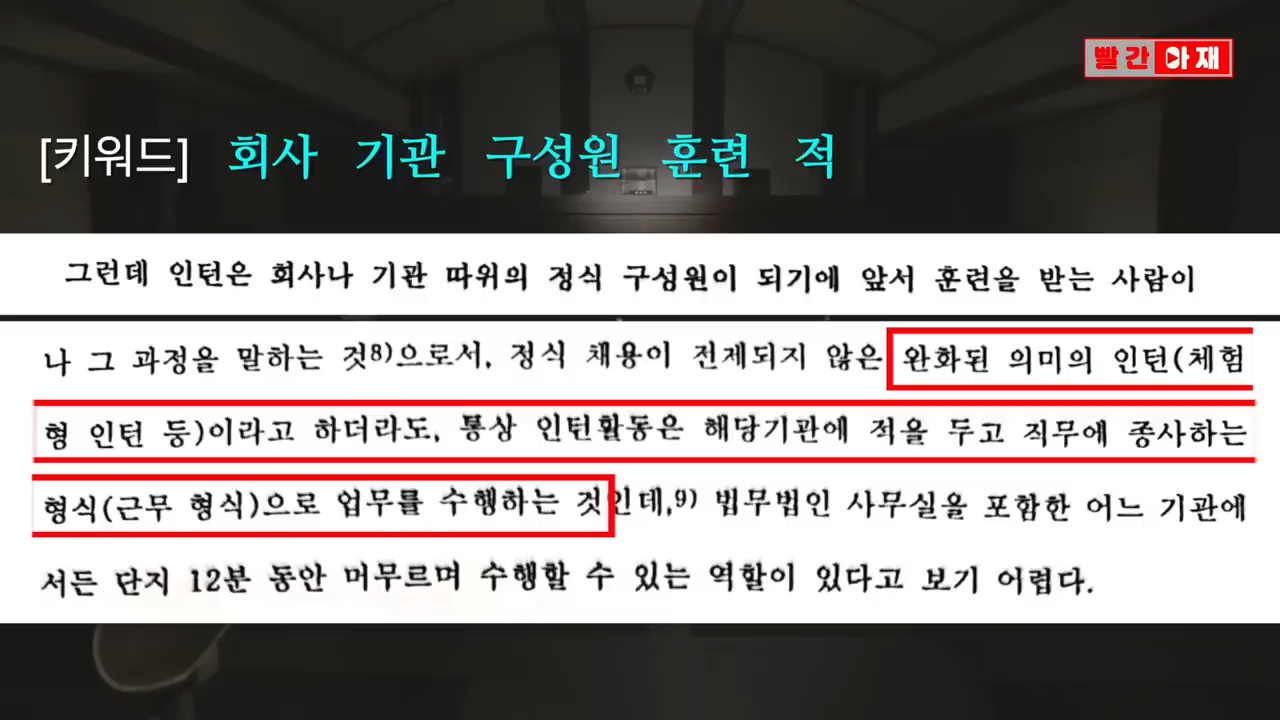 빨간아재
[키워드] 회사 기관 구성원 훈련 적
그런데 인턴은 회사나 기관 따위의 정식 구성원이 되기에 앞서 훈련을 받는 사람이
나 그 과정을 말하는 것8)으로서, 정식 채용이 전제되지 않은 완화된 의미의 인턴(체험
형 인턴 등)이라고 하더라도, 통상 인턴활동은 해당기관에 적을 두고 직무에 종사하는
형식(근무 형식)으로 업무를 수행하는 것인데,9) 법무법인 사무실을 포함한 어느 기관에
서든 단지 12분 동안 머무르며 수행할 수 있는 역할이 있다고 보기 어렵다.